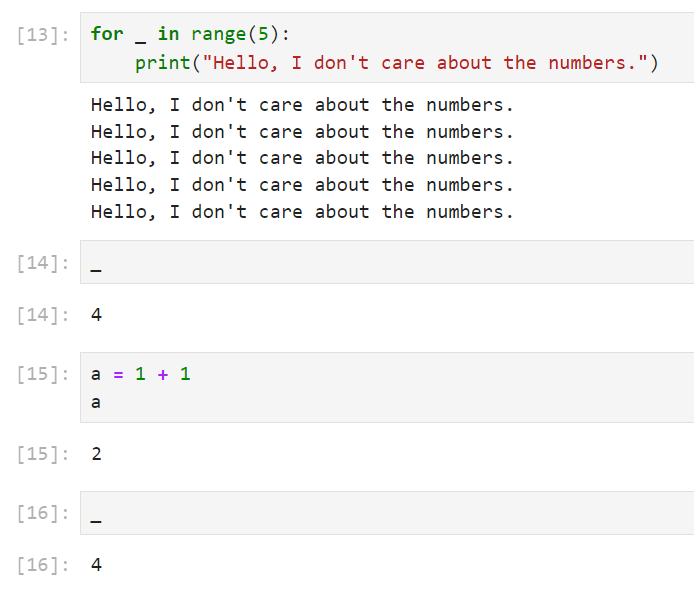 [13]: for _ in range(5):
    print("Hello, I don't care about the numbers.")
Hello, I don't care about the numbers.
Hello, I don't care about the numbers.
Hello, I don't care about the numbers.
Hello, I don't care about the numbers.
Hello, I don't care about the numbers.
[14]: _
[14]: 4
[15]: a = 1 + 1
a
[15]: 2
[16]: _
[16]: 4